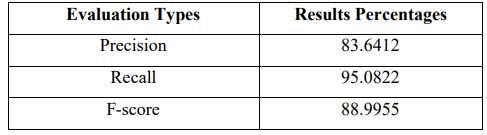 Evaluation Types Results Percentages
Precision 83.6412
Recall 95.0822
F-score 88.9955